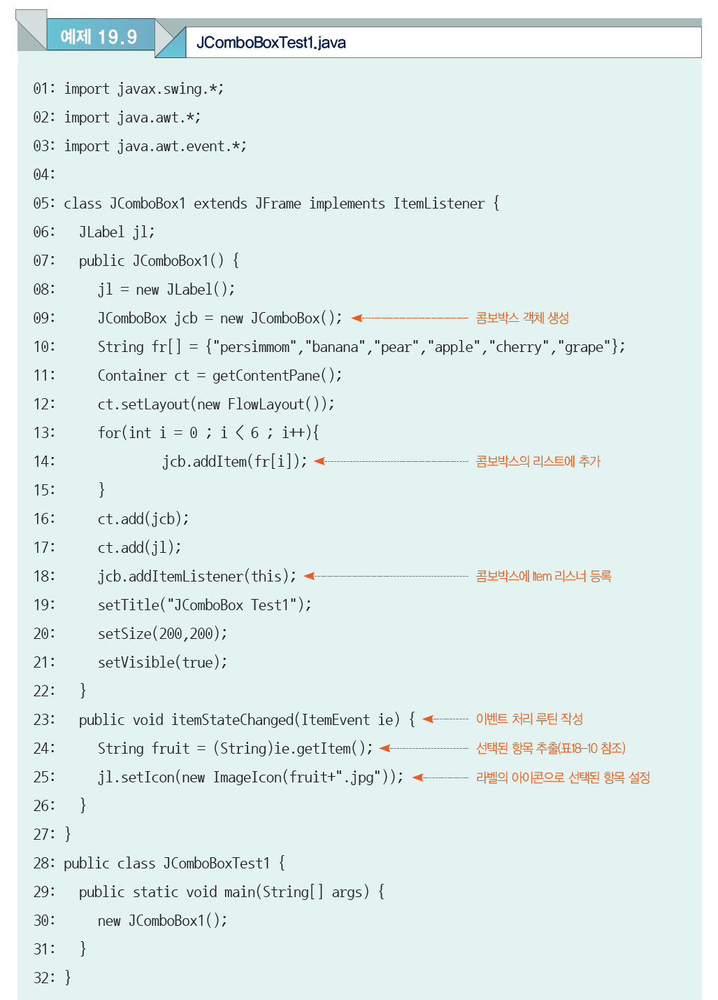 예제 19.9
JComboBoxTest1.java
01: import javax.swing.*;
02: import java.awt.*;
03: import java.awt.event.*;
04:
05: class JComboBox1 extends JFrame implements ItemListener {
06: JLabel jl;
07: public JComboBox1() {
08: jl = new JLabel();
09: JComboBox jcb = new JComboBox(); 콤보박스 객체 생성
10: String fr[] = {"persimmom","banana","pear","apple","cherry","grape"};
11: Container ct = getContentPane();
12: ct.setLayout(new FlowLayout());
13: for(int i = 0 ; i < 6 ; i++){
14: jcb.addItem(fr[i]); 콤보박스의 리스트에 추가
15: }
16: ct.add(jcb);
17: ct.add(jl);
18: jcb.addItemListener(this); 콤보박스에 Item 리스너 등록
19: setTitle("JComboBox Test1");
20: setSize(200,200);
21: setVisible(true);
22: }
23: public void itemStateChanged(ItemEvent ie) { 이벤트 처리 루틴 작성
24: String fruit = (String)ie.getItem(); 선택된 항목 추출(표18-10 참조)
25: jl.setIcon(new ImageIcon(fruit+".jpg")); 라벨의 아이콘으로 선택된 항목 설정
26: }
27: }
28: public class JComboBoxTest1 {
29: public static void main(String[] args) {
30: new JComboBox1();
31: }
32: }